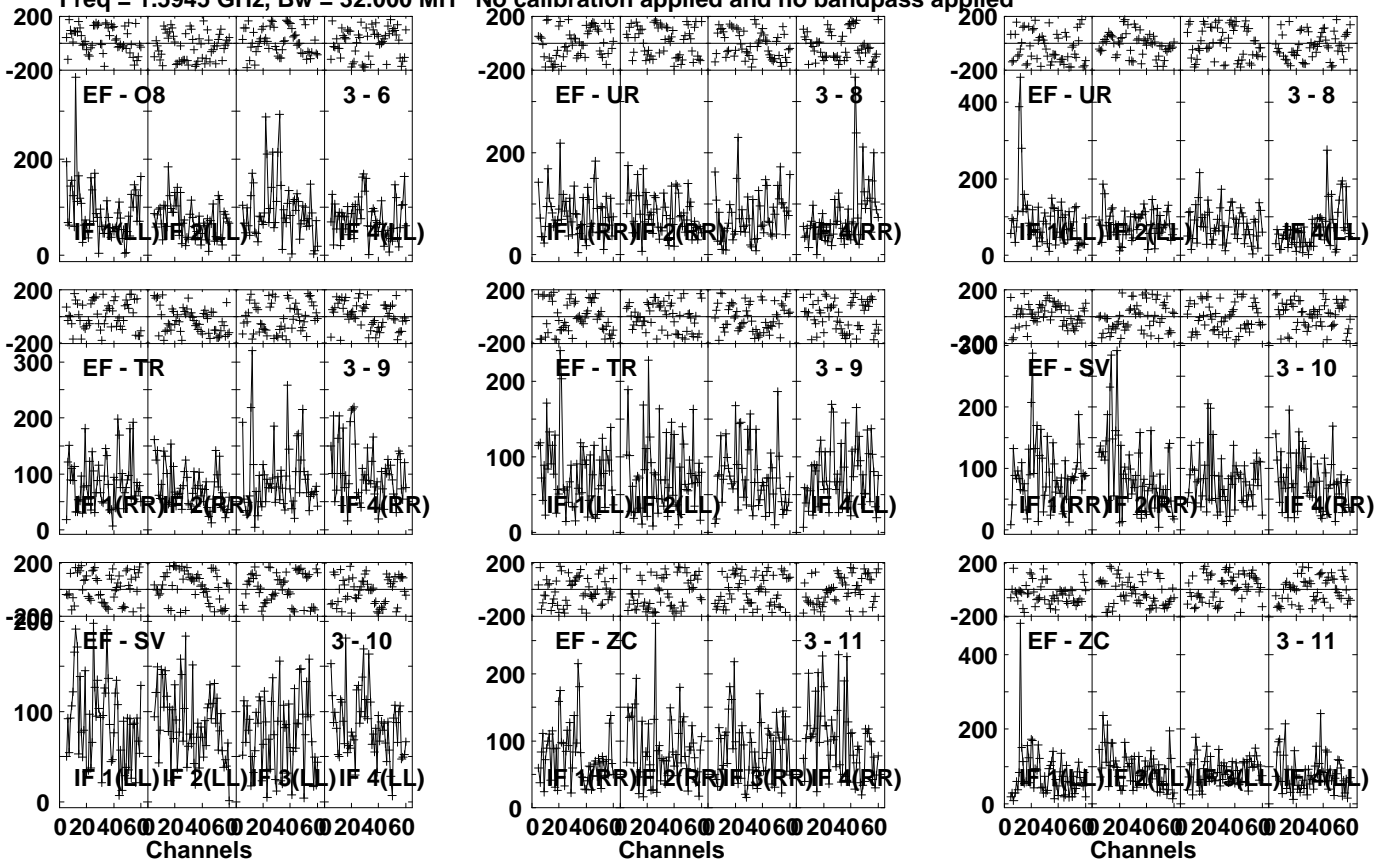 Freq = 1.5945 GHz, Bw = 32.000 MH No calibration applied and no bandpass applied
200
-200
200
0
EF - O8 3 - 6
IF 1(LL) IF 2(LL) IF 4(LL)
200
-200
200
0
EF - UR 3 - 8
IF 1(RR) IF 2(RR) IF 4(RR)
200
-200
400
200
0
EF - UR 3 - 8
IF 1(LL) IF 2(LL) IF 4(LL)
200
-200
300
200
100
0
EF - TR 3 - 9
IF 1(RR) IF 2(RR) IF 4(RR)
200
-200
200
100
0
EF - TR 3 - 9
IF 1(LL) IF 2(LL) IF 4(LL)
200
-200
300
200
100
0
EF - SV 3 - 10
IF 1(RR) IF 2(RR) IF 4(RR)
200
-200
200
100
0
EF - SV 3 - 10
IF 1(LL) IF 2(LL) IF 3(LL) IF 4(LL)
0 20 40 60 0 20 40 60 0 20 40 60 0 20 40 60
Channels
200
-200
200
100
0
EF - ZC 3 - 11
IF 1(RR) IF 2(RR) IF 3(RR) IF 4(RR)
0 20 40 60 0 20 40 60 0 20 40 60 0 20 40 60
Channels
200
-200
400
200
0
EF - ZC 3 - 11
IF 1(LL) IF 2(LL) IF 3(LL) IF 4(LL)
0 20 40 60 0 20 40 60 0 20 40 60 0 20 40 60
Channels